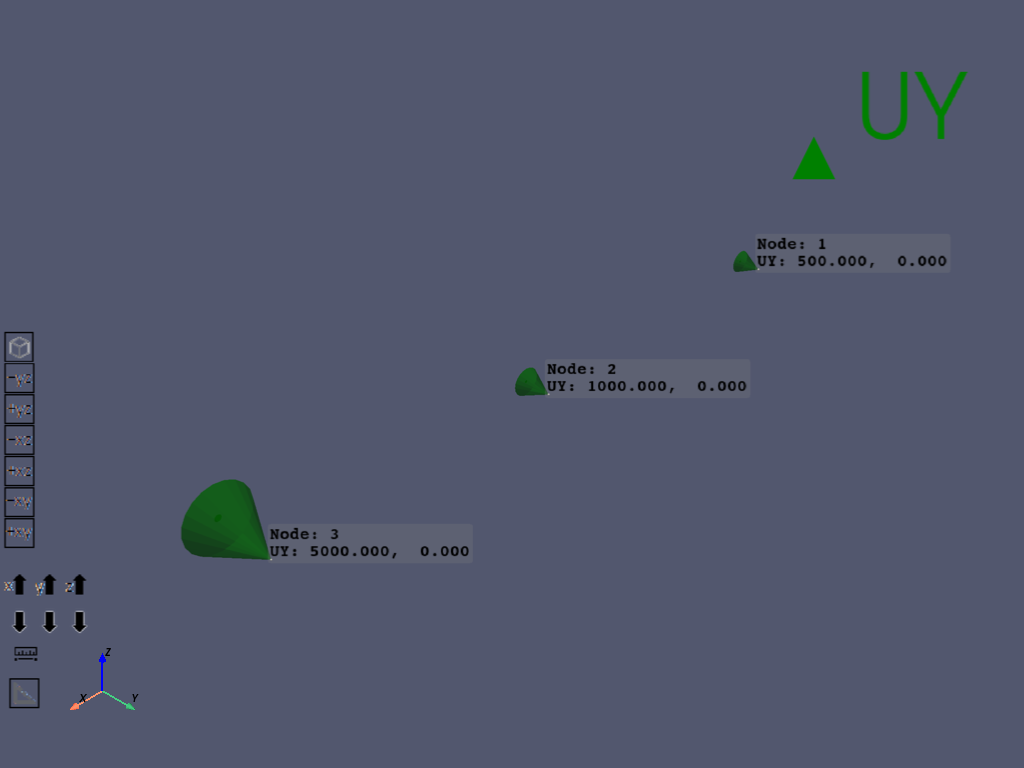 UY
Node: 1
UY: 500.000,  0.000
Node: 2
UY: 1000.000,  0.000
Node: 3
UY: 5000.000,  0.000
-yz
+yz
-xz
+xz
-xy
+xy
x y z
Z
X Y